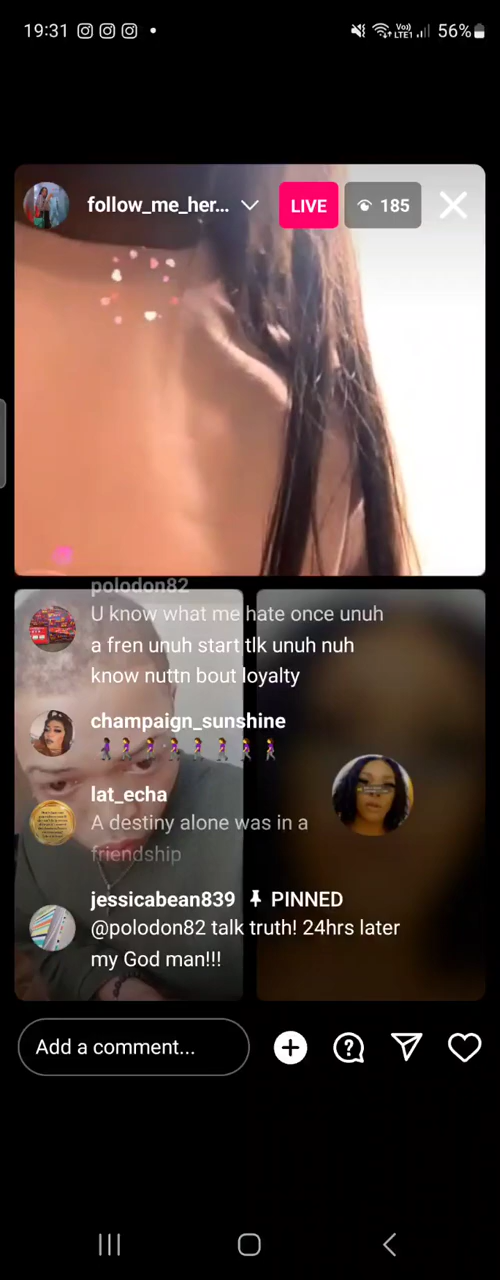 19:31
Vo)) LTE1 56%
follow_me_her... LIVE 185
polodon82
U know what me hate once unuh
a fren unuh start tlk unuh nuh
know nuttn bout loyalty
champaign_sunshine
lat_echa
A destiny alone was in a
friendship
jessicabean839 PINNED
@polodon82 talk truth! 24hrs later
my God man!!!
Add a comment...